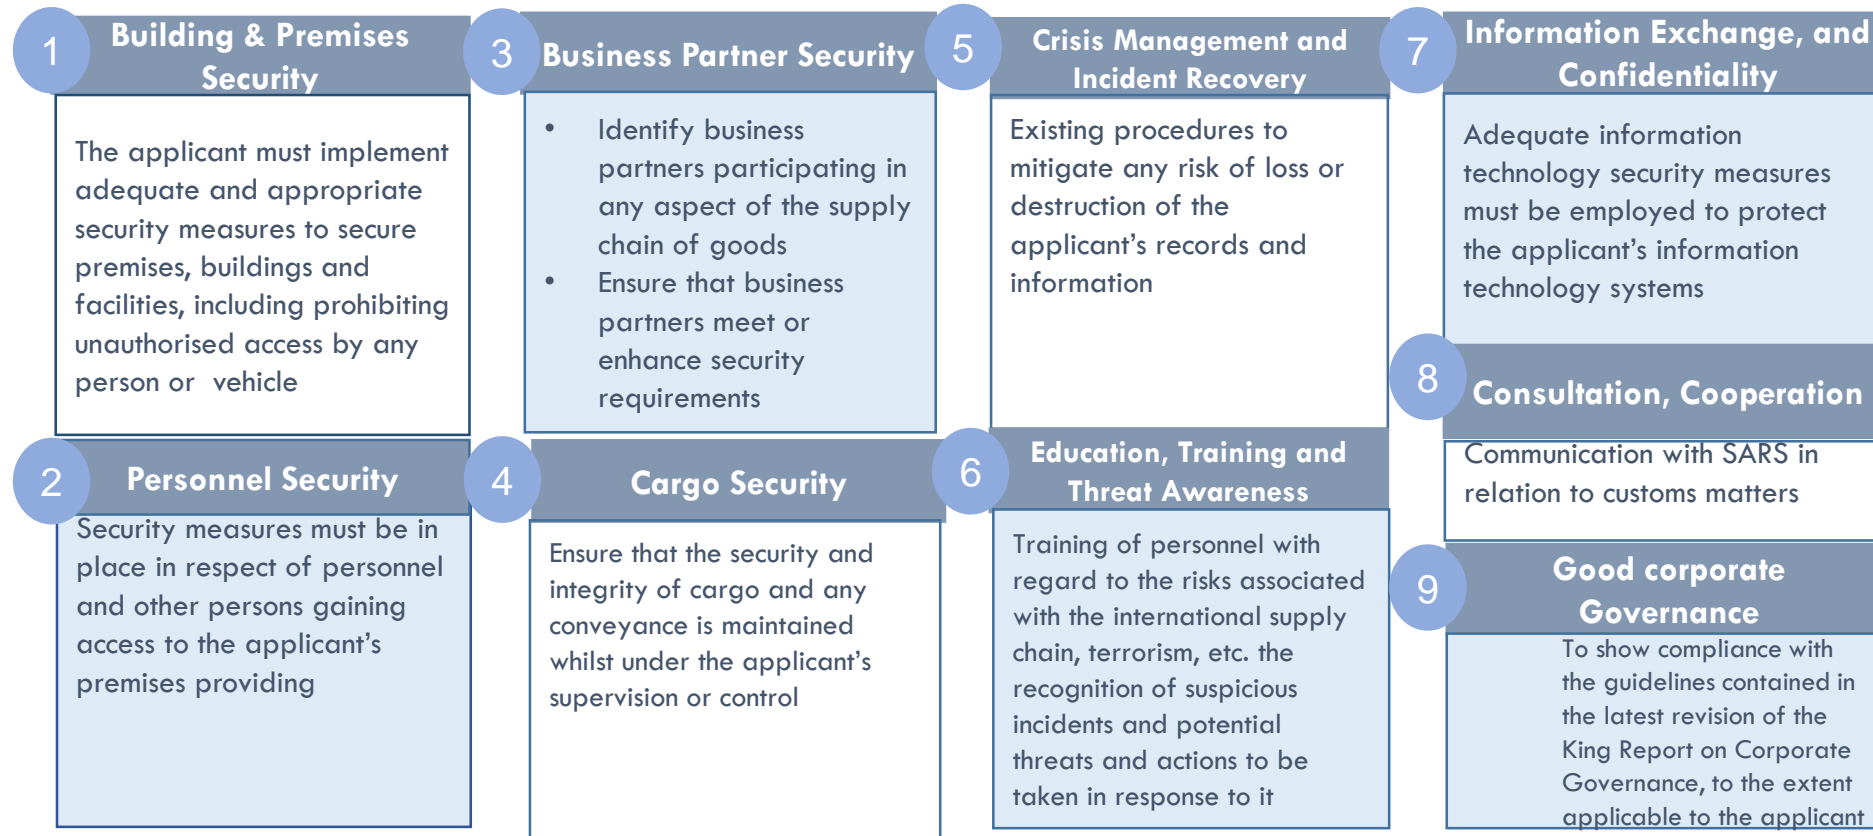 1
Building & Premises
Security
The applicant must implement
adequate and appropriate
security measures to secure
premises, buildings and
facilities, including prohibiting
unauthorised access by any
person or vehicle
2
Personnel Security
Security measures must be in
place in respect of personnel
and other persons gaining
access to the applicant’s
premises providing
3
Business Partner Security
• Identify business
partners participating in
any aspect of the supply
chain of goods
• Ensure that business
partners meet or
enhance security
requirements
4
Cargo Security
Ensure that the security and
integrity of cargo and any
conveyance is maintained
whilst under the applicant’s
supervision or control
5
Crisis Management and
Incident Recovery
Existing procedures to
mitigate any risk of loss or
destruction of the
applicant’s records and
information
6
Education, Training and
Threat Awareness
Training of personnel with
regard to the risks associated
with the international supply
chain, terrorism, etc. the
recognition of suspicious
incidents and potential
threats and actions to be
taken in response to it
7
Information Exchange, and
Confidentiality
Adequate information
technology security measures
must be employed to protect
the applicant’s information
technology systems
8
Consultation, Cooperation
Communication with SARS in
relation to customs matters
9
Good corporate
Governance
To show compliance with
the guidelines contained in
the latest revision of the
King Report on Corporate
Governance, to the extent
applicable to the applicant